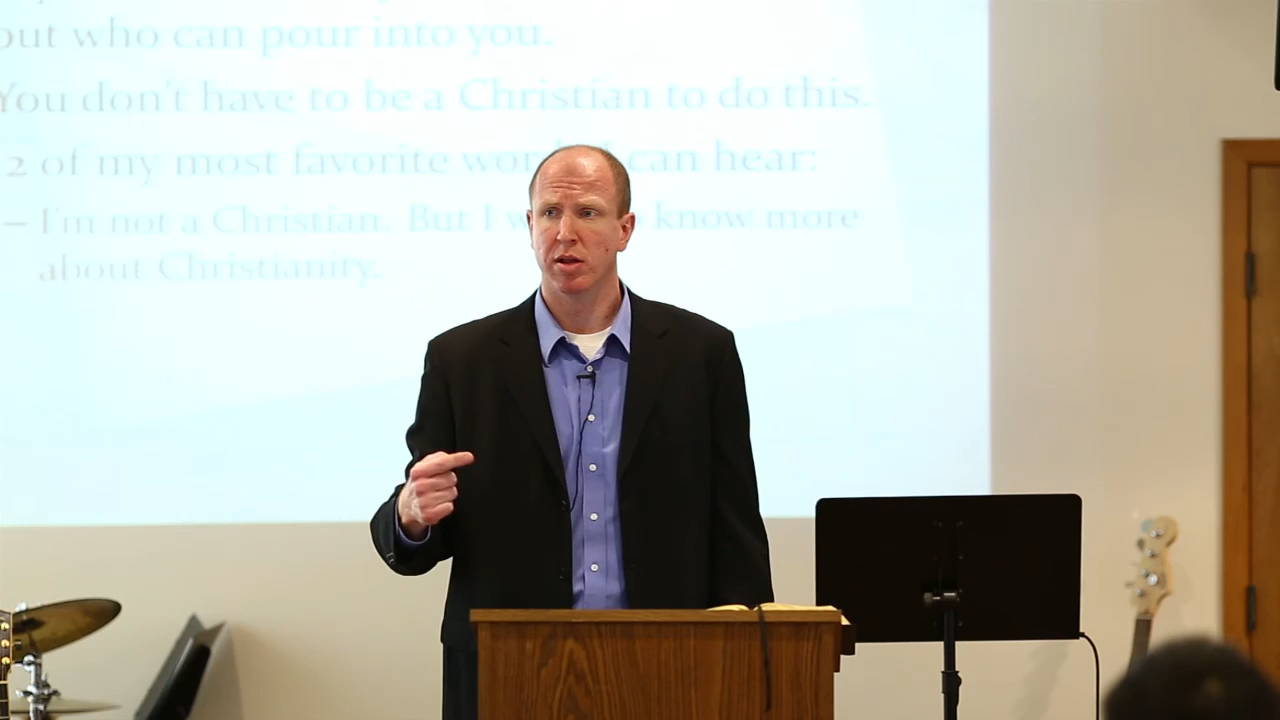 out who can pour into you.
You don't have to be a Christian to do this.
2 of my most favorite can hear:
– I'm not a Christian. But I know more
about Christianity.